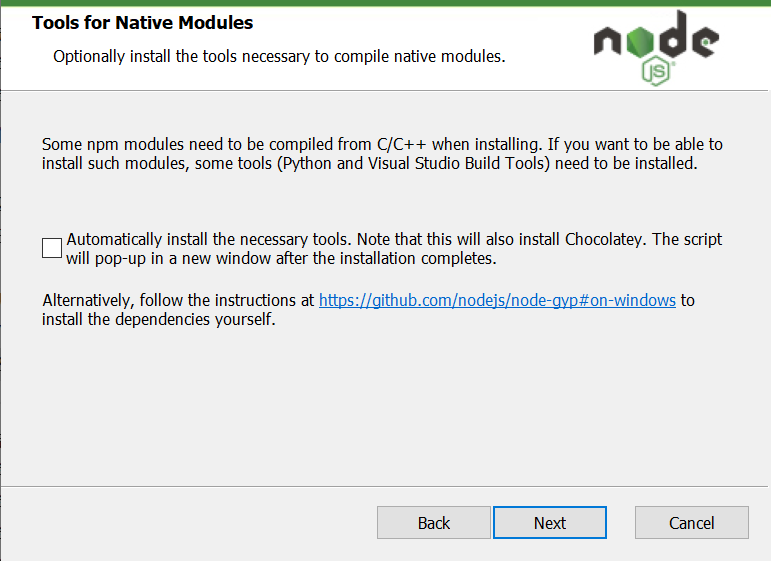 Tools for Native Modules
Optionally install the tools necessary to compile native modules.
node
JS
Some npm modules need to be compiled from C/C++ when installing. If you want to be able to
install such modules, some tools (Python and Visual Studio Build Tools) need to be installed.
Automatically install the necessary tools. Note that this will also install Chocolatey. The script
will pop-up in a new window after the installation completes.
Alternatively, follow the instructions at https://github.com/nodejs/node-gyp#on-windows to
install the dependencies yourself.
Back Next Cancel